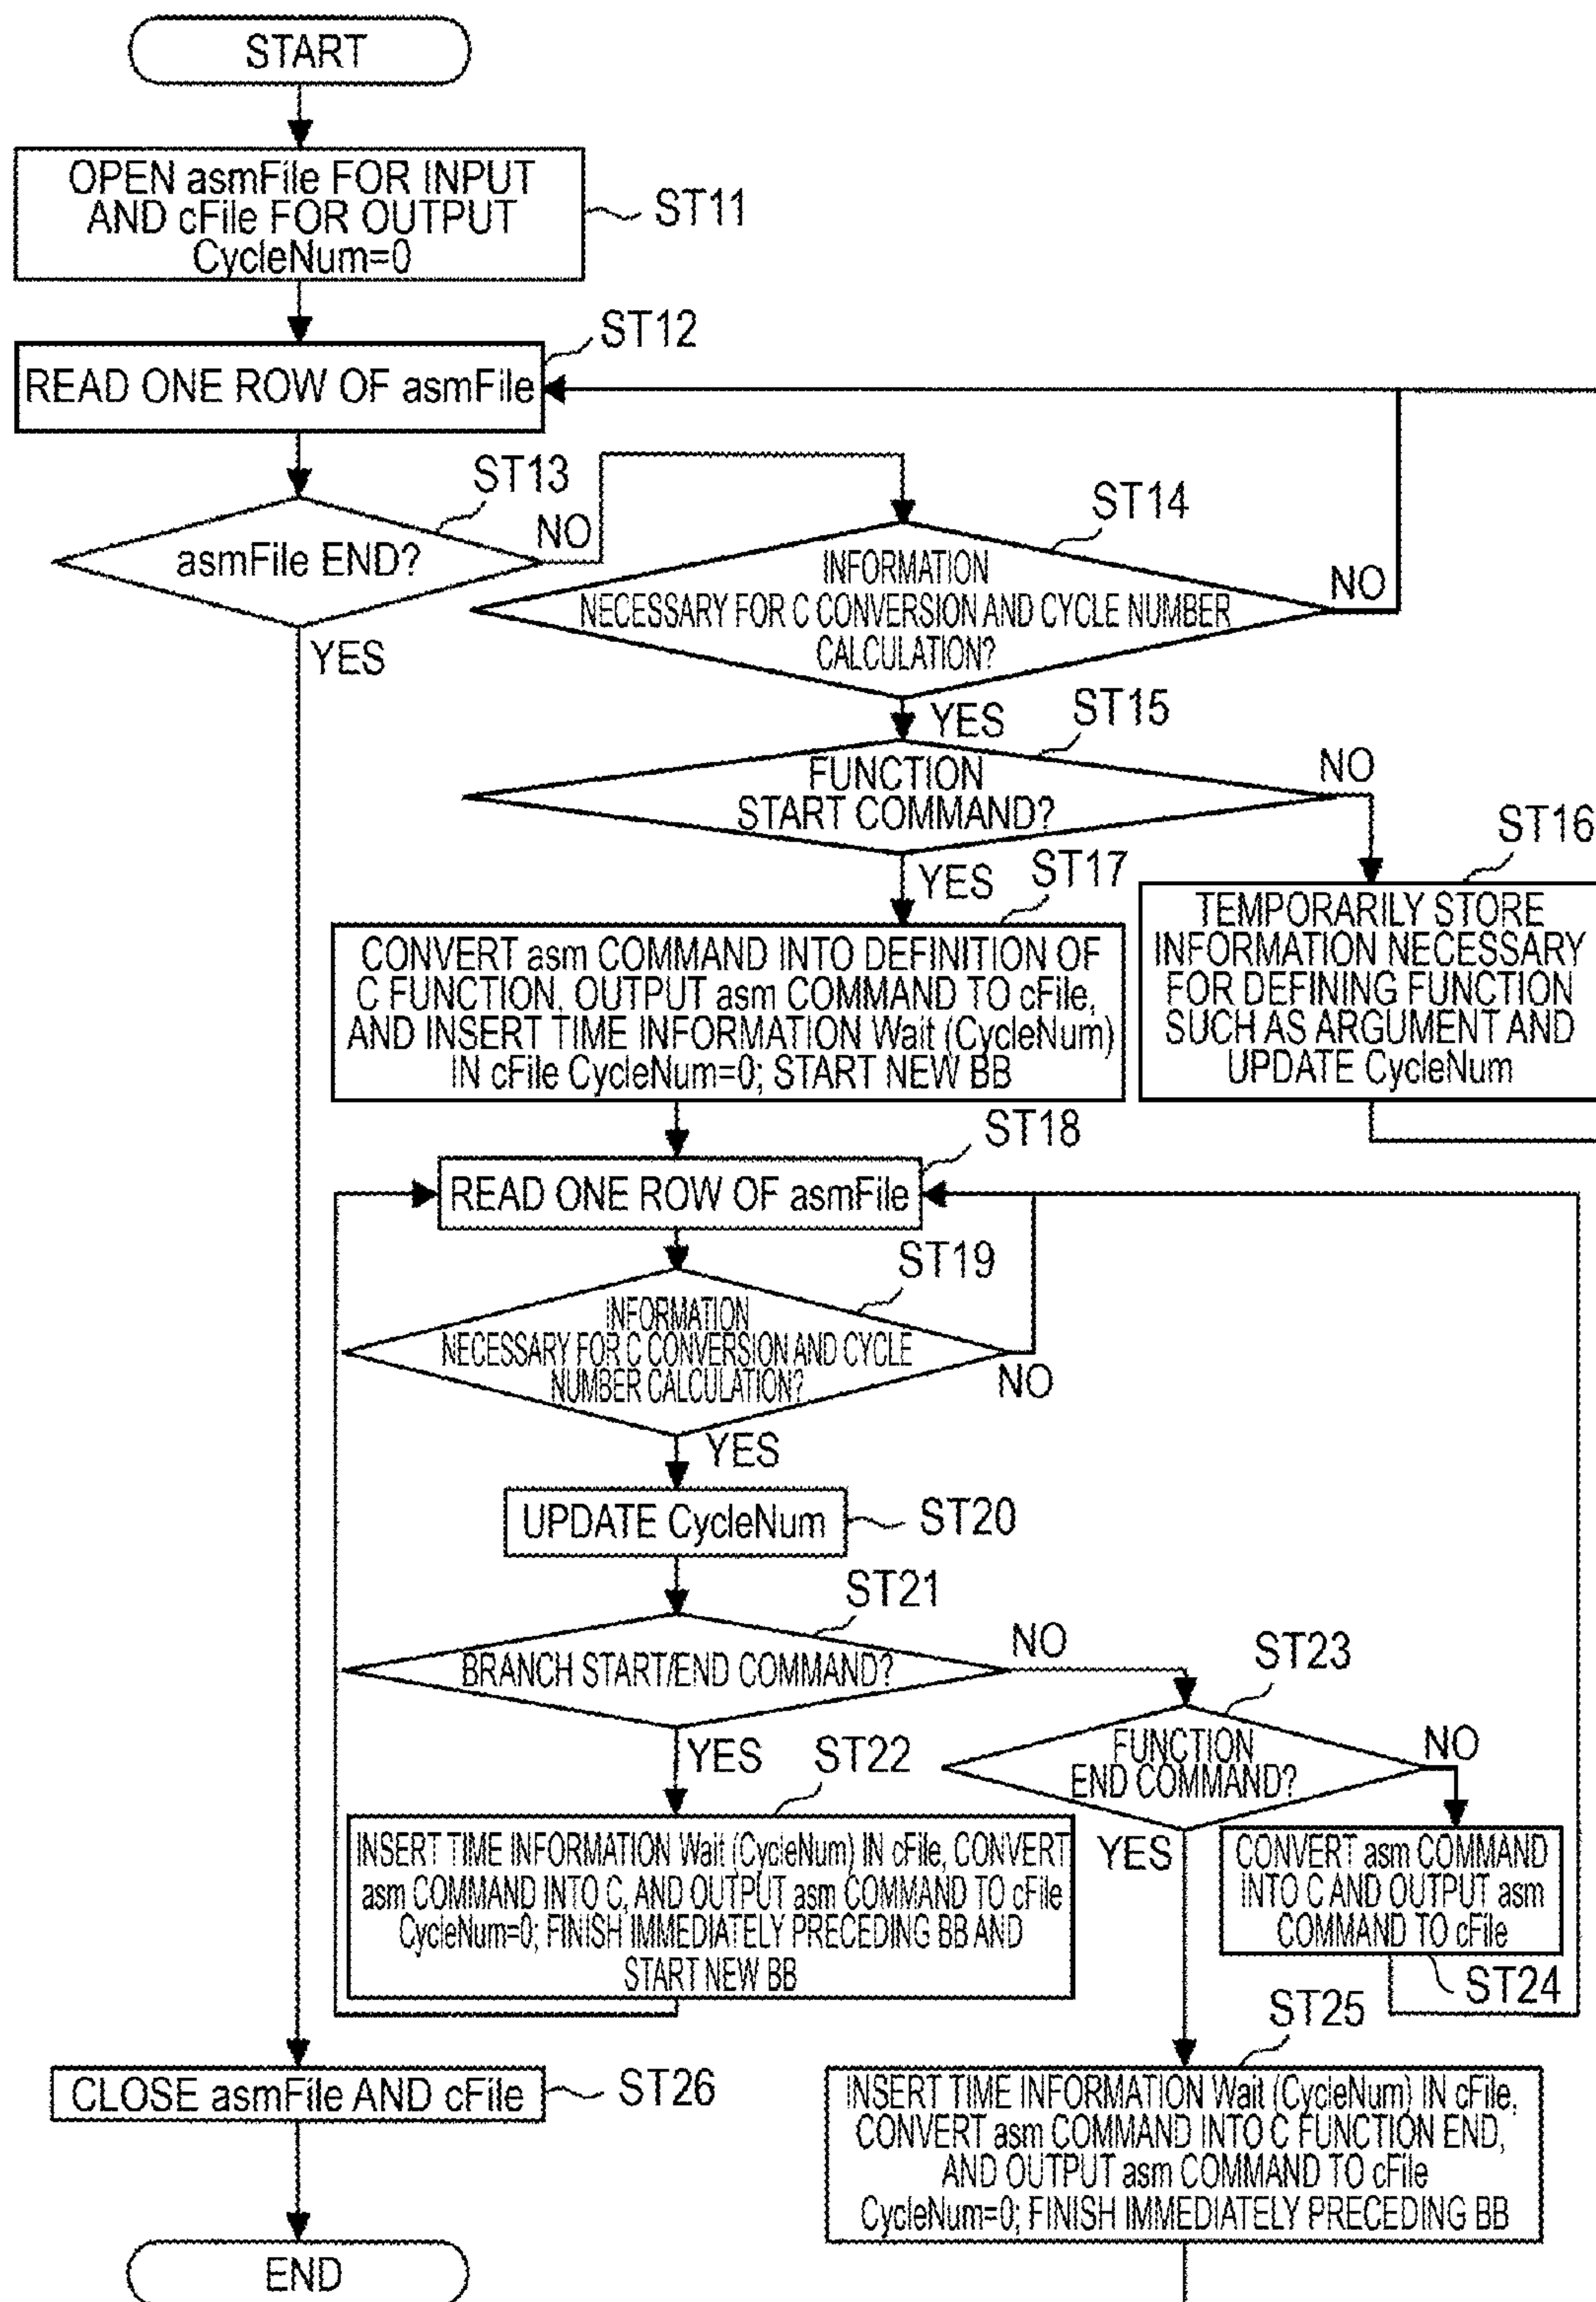 START
OPEN asmFile FOR INPUT
AND cFile FOR OUTPUT
CycleNum=0
ST11
ST12
READ ONE ROW OF asmFile
ST13
asmFile END?
NO
YES
ST14
INFORMATION
NECESSARY FOR C CONVERSION AND CYCLE NUMBER
CALCULATION?
NO
YES
ST15
FUNCTION
START COMMAND?
NO
YES
ST16
TEMPORARILY STORE
INFORMATION NECESSARY
FOR DEFINING FUNCTION
SUCH AS ARGUMENT AND
UPDATE CycleNum
ST17
CONVERT asm COMMAND INTO DEFINITION OF
C FUNCTION, OUTPUT asm COMMAND TO cFile,
AND INSERT TIME INFORMATION Wait (CycleNum)
IN cFile CycleNum=0; START NEW BB
ST18
READ ONE ROW OF asmFile
ST19
INFORMATION
NECESSARY FOR C CONVERSION AND CYCLE
NUMBER CALCULATION?
NO
YES
UPDATE CycleNum
ST20
ST21
BRANCH START/END COMMAND?
NO
YES
ST22
INSERT TIME INFORMATION Wait (CycleNum) IN cFile, CONVERT
asm COMMAND INTO C, AND OUTPUT asm COMMAND TO cFile
CycleNum=0; FINISH IMMEDIATELY PRECEDING BB AND
START NEW BB
ST23
FUNCTION
END COMMAND?
NO
YES
CONVERT asm COMMAND
INTO C AND OUTPUT asm
COMMAND TO cFile
ST24
ST25
INSERT TIME INFORMATION Wait (CycleNum) IN cFile,
CONVERT asm COMMAND INTO C FUNCTION END,
AND OUTPUT asm COMMAND TO cFile
CycleNum=0; FINISH IMMEDIATELY PRECEDING BB
CLOSE asmFile AND cFile
ST26
END